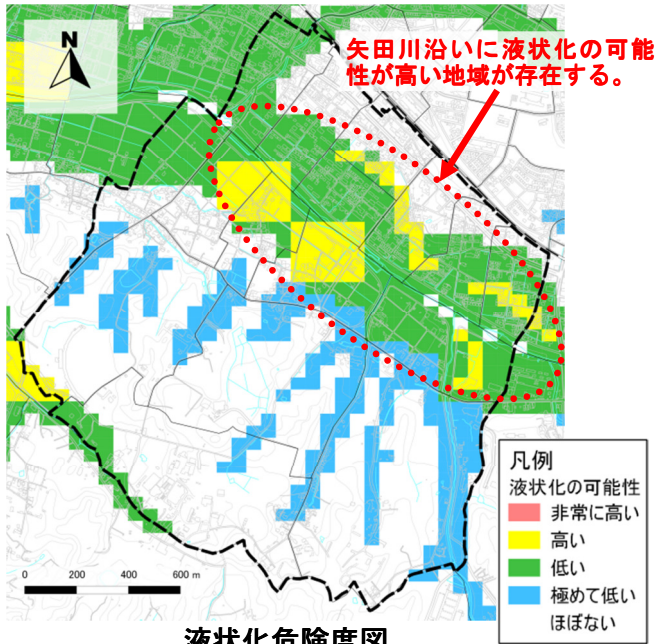 N
矢田川沿いに液状化の可能
性が高い地域が存在する。
0 200 400 600 m
凡例
液状化の可能性
非常に高い
高い
低い
極めて低い
ほぼない
液状化危険度図